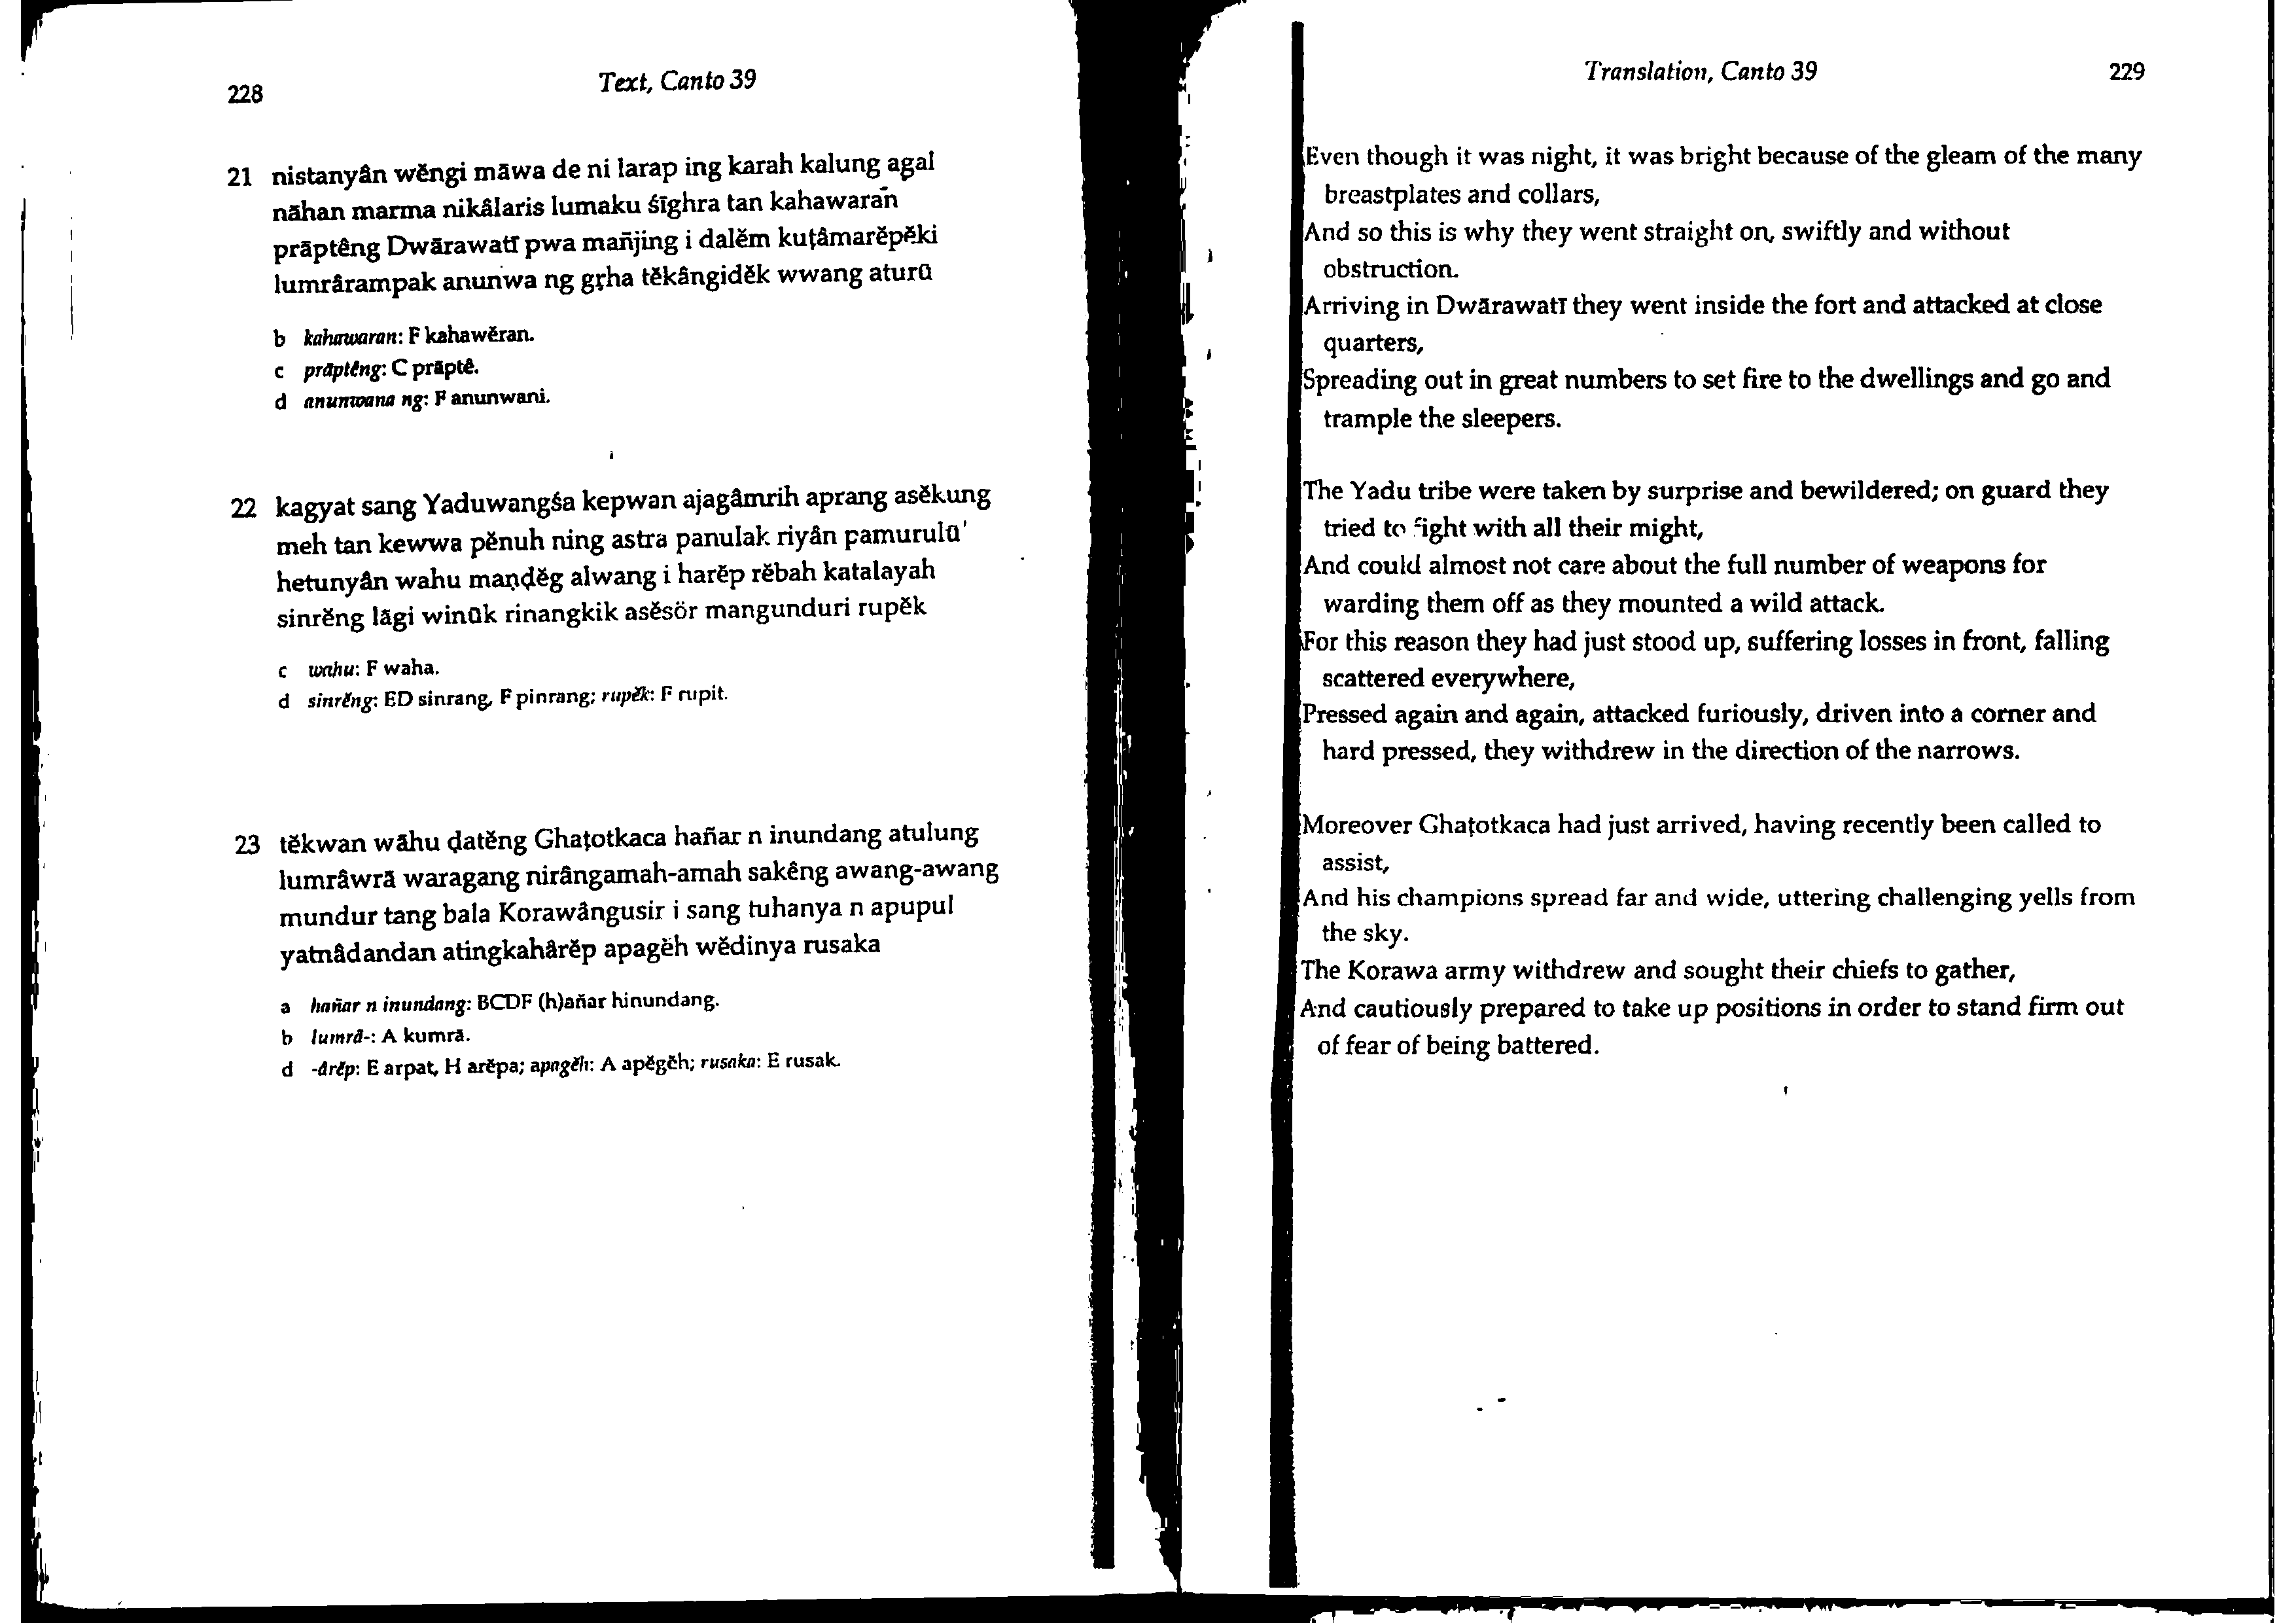 228
Text, Canto 39
21 nistanyân wĕngi māwa de ni larap ing karah kalung agal
nāhan marma nikâlaris lumaku śīghra tan kahawaran
prāptêng Dwārawatī pwa mañjing i dalĕm kuṭâmarĕpĕki
lumrârampak anunwa ng gṛha tĕkângidĕk wwang aturū
b kahawaran: F kahawĕran.
c prāptêng: C prāptê.
d anunwana ng: F anunwani.
22 kagyat sang Yaduwangśa kepwan ajagâmrih aprang asĕkung
meh tan kewwa pĕnuh ning astra panulak riyân pamurulū'
hetunyân wahu maṇḍĕg alwang i harĕp rĕbah katalayah
sinrĕng lāgi winūk rinangkik asĕsör mangunduri rupĕk
c wahu: F waha.
d sinrĕng: ED sinrang, F pinrang; rupĕk: F rupit.
23 tĕkwan wāhu ḍatĕng Ghaṭotkaca hañar n inundang atulung
lumrâwrā waragang nirângamah-amah sakêng awang-awang
mundur tang bala Korawângusir i sang tuhanya n apupul
yatnâdandan atingkahârĕp apagĕh wĕdinya rusaka
a hañar n inundang: BCDF (h)añar hinundang.
b lumrā-: A kumrā.
d -ârĕp: E arpat, H arĕpa; apagĕh: A apĕgĕh; rusaka: E rusak.
Translation, Canto 39
229
Even though it was night, it was bright because of the gleam of the many
breastplates and collars,
And so this is why they went straight on, swiftly and without
obstruction.
Arriving in Dwārawatī they went inside the fort and attacked at close
quarters,
Spreading out in great numbers to set fire to the dwellings and go and
trample the sleepers.
The Yadu tribe were taken by surprise and bewildered; on guard they
tried to fight with all their might,
And could almost not care about the full number of weapons for
warding them off as they mounted a wild attack.
For this reason they had just stood up, suffering losses in front, falling
scattered everywhere,
Pressed again and again, attacked furiously, driven into a corner and
hard pressed, they withdrew in the direction of the narrows.
Moreover Ghaṭotkaca had just arrived, having recently been called to
assist,
And his champions spread far and wide, uttering challenging yells from
the sky.
The Korawa army withdrew and sought their chiefs to gather,
And cautiously prepared to take up positions in order to stand firm out
of fear of being battered.